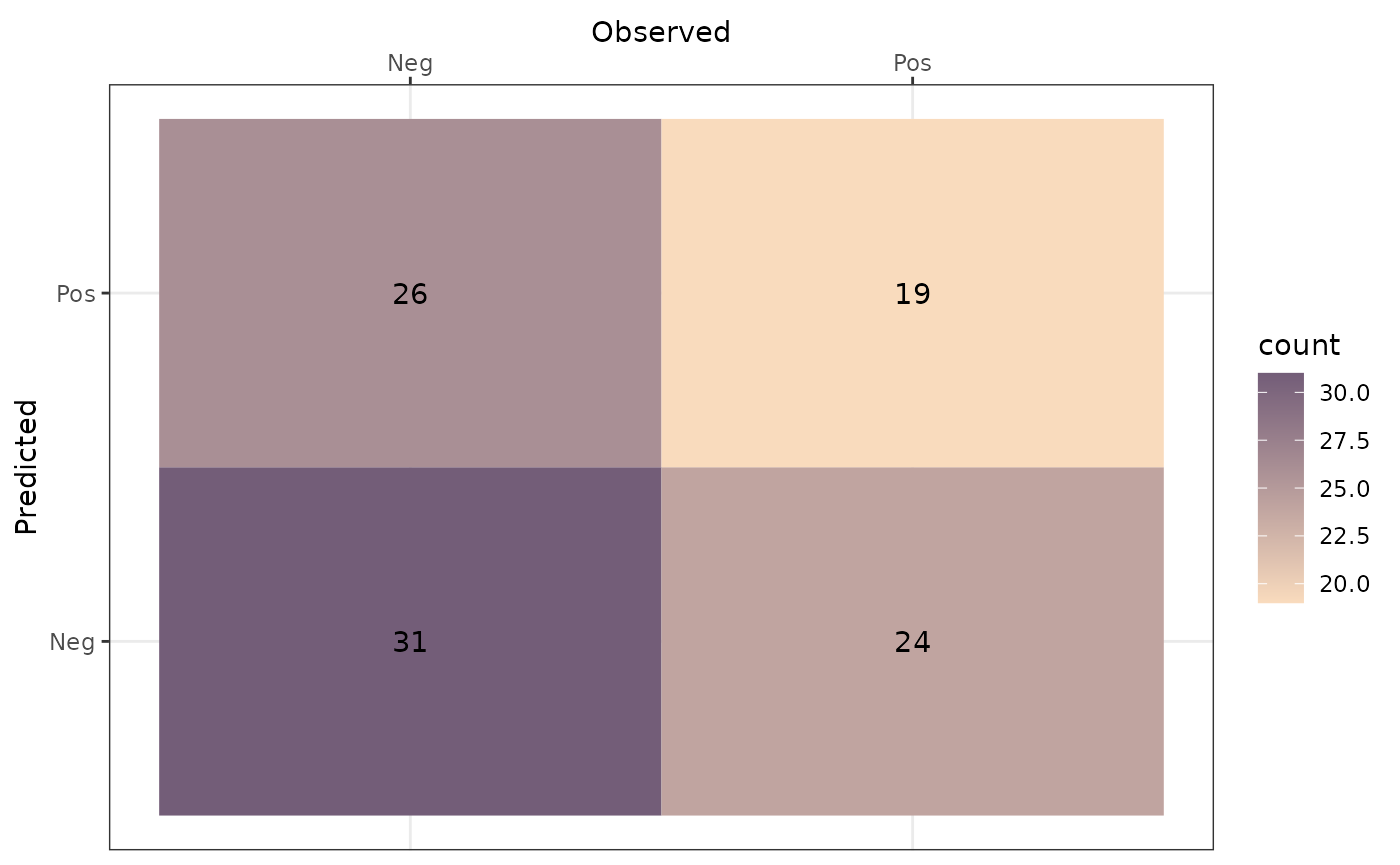 Observed
Neg Pos
Pos
26 19
count
30.0
27.5
25.0
22.5
20.0
Predicted
Neg
31 24